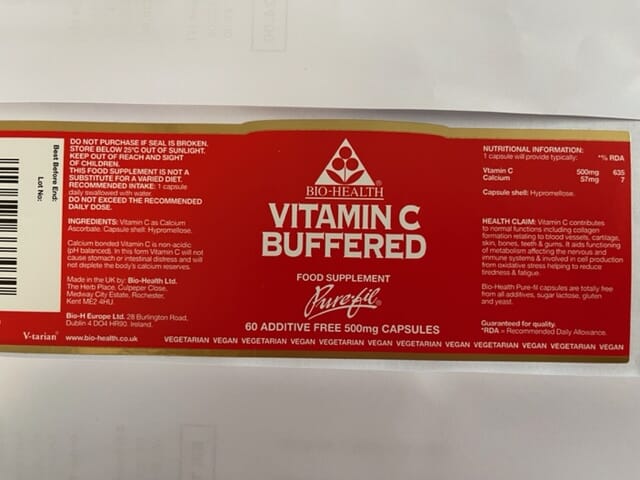 Best Before End:
Lot No:
V-tarian
DO NOT PURCHASE IF SEAL IS BROKEN.
STORE BELOW 25°C OUT OF SUNLIGHT.
KEEP OUT OF REACH AND SIGHT
OF CHILDREN.
THIS FOOD SUPPLEMENT IS NOT A
SUBSTITUTE FOR A VARIED DIET.
RECOMMENDED INTAKE: 1 capsule
daily swallowed with water.
DO NOT EXCEED THE RECOMMENDED
DAILY DOSE.
INGREDIENTS: Vitamin C as Calcium
Ascorbate. Capsule shell: Hypromellose.
Calcium bonded Vitamin C is non-acidic
(pH balanced). In this form Vitamin C will not
cause stomach or intestinal distress and will
not deplete the body's calcium reserves.
Made in the UK by: Bio-Health Ltd.
The Herb Place, Culpeper Close,
Medway City Estate, Rochester,
Kent ME2 4HU.
Bio-H Europe Ltd. 28 Burlington Road,
Dublin 4 DO4 HR90. Ireland.
www.bio-health.co.uk
BIO-HEALTH®
VITAMIN C
BUFFERED
FOOD SUPPLEMENT
Pure-fil®
60 ADDITIVE FREE 500mg CAPSULES
NUTRITIONAL INFORMATION:
1 capsule will provide typically: *% RDA
Vitamin C 500mg 635
Calcium 57mg 7
Capsule shell: Hypromellose.
HEALTH CLAIM: Vitamin C contributes
to normal functions including collagen
formation relating to blood vessels, cartilage,
skin, bones, teeth & gums. It aids functioning
of metabolism affecting the nervous and
immune systems & involved in cell production
from oxidative stress helping to reduce
tiredness & fatigue.
Bio-Health Pure-N capsules are totally free
from all additives, sugar lactose, gluten
and yeast.
Guaranteed for quality.
*RDA = Recommended Daily Allowance.
VEGETARIAN VEGAN VEGETARIAN VEGAN VEGETARIAN VEGAN VEGETARIAN VEGAN VEGETARIAN VEGAN VEGETARIAN VEGAN